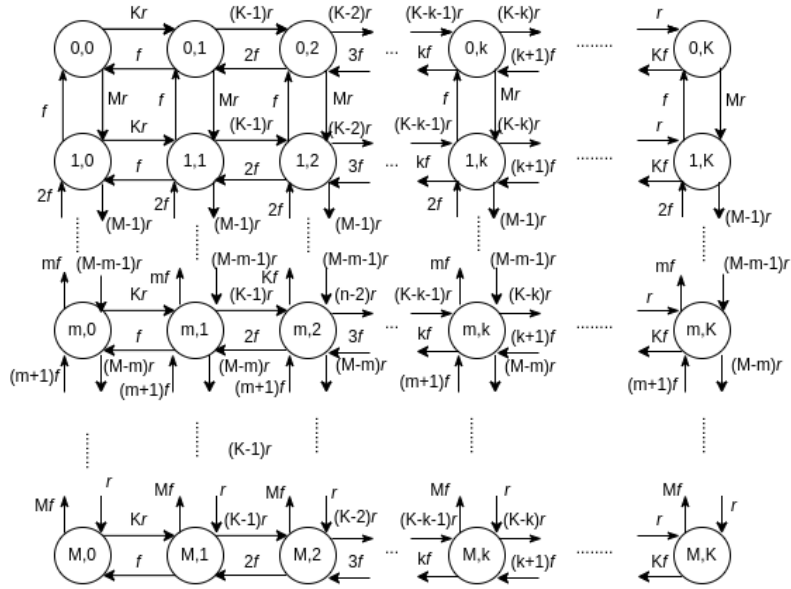 Kr (K-1)r (K-2)r (K-k-1)r (K-k)r r
0,0 0,1 0,2 ... 0,k ........ 0,K
f 2f 3f kf (k+1)f Kf
f Mr f Mr f Mr f Mr f Mr
Kr (K-1)r (K-2)r (K-k-1)r (K-k)r r
1,0 1,1 1,2 ... 1,k ........ 1,K
f 2f 3f kf (k+1)f Kf
2f (M-1)r 2f (M-1)r (M-1)r 2f (M-1)r 2f (M-1)r
mf (M-m-1)r mf (M-m-1)r Kf (M-m-1)r mf (M-m-1)r mf (M-m-1)r
Kr (K-1)r (n-2)r (K-k-1)r (K-k)r r
m,0 m,1 m,2 ... m,k ........ m,K
f 2f 3f kf (k+1)f Kf
(m+1)f (M-m)r (m+1)f (M-m)r (m+1)f (M-m)r (m+1)f (M-m)r (m+1)f (M-m)r
(K-1)r
Mf r Mf r Mf r Mf r Mf r
Kr (K-1)r (K-2)r (K-k-1)r (K-k)r r
M,0 M,1 M,2 ... M,k ........ M,K
f 2f 3f kf (k+1)f Kf